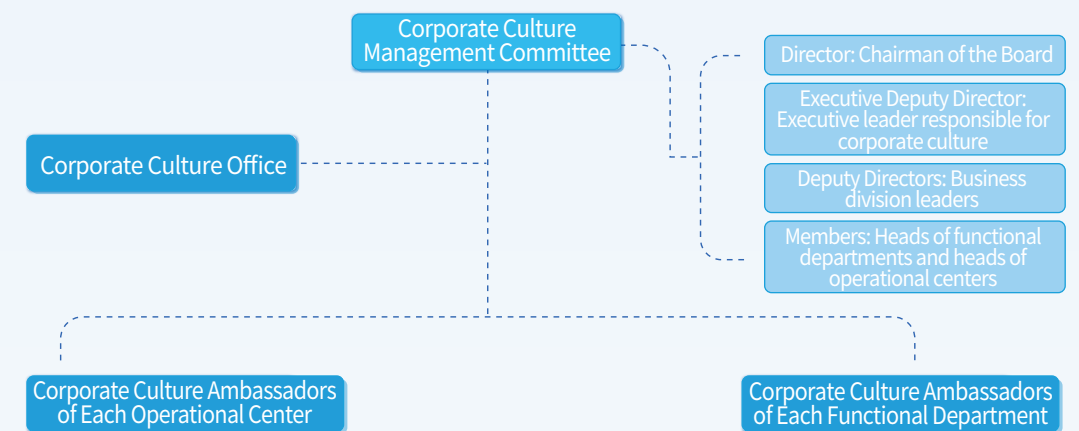 Corporate Culture
Management Committee
Director: Chairman of the Board
Executive Deputy Director:
Executive leader responsible for
corporate culture
Corporate Culture Office
Deputy Directors: Business
division leaders
Members: Heads of functional
departments and heads of
operational centers
Corporate Culture Ambassadors
of Each Operational Center
Corporate Culture Ambassadors
of Each Functional Department